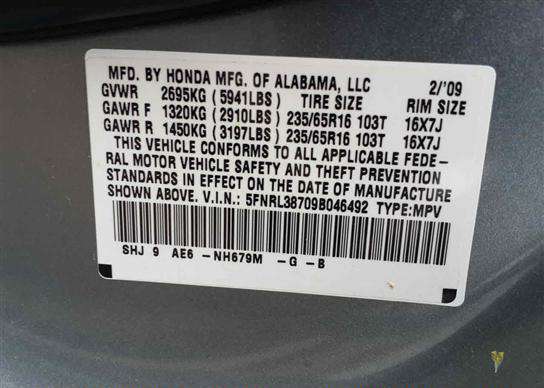 MFD. BY HONDA MFG. OF ALABAMA, LLC 2/'09
GVWR 2695KG (5941LBS) TIRE SIZE RIM SIZE
GAWR F 1320KG (2910LBS) 235/65R16 103T 16X7J
GAWR R 1450KG (3197LBS) 235/65R16 103T 16X7J
THIS VEHICLE CONFORMS TO ALL APPLICABLE FEDE-
RAL MOTOR VEHICLE SAFETY AND THEFT PREVENTION
STANDARDS IN EFFECT ON THE DATE OF MANUFACTURE
SHOWN ABOVE. V.I.N.: 5FNRL38709B046492 TYPE:MPV
SHJ 9 AE6 -NH679M -G -B